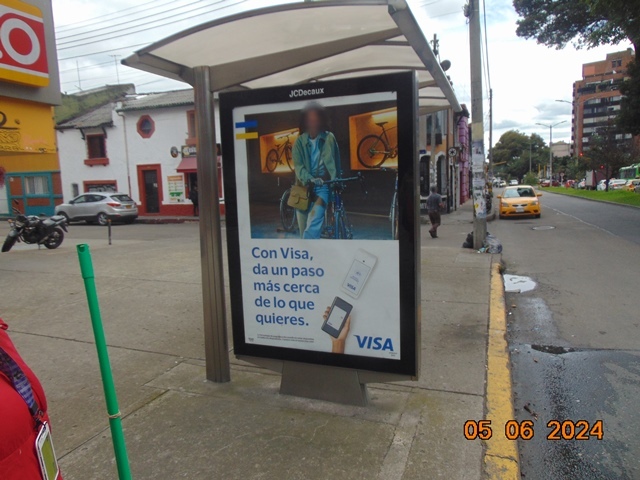 JCDecaux
Con Visa,
da un paso
más cerca
de lo que
quieres.
VISA
05 06 2024